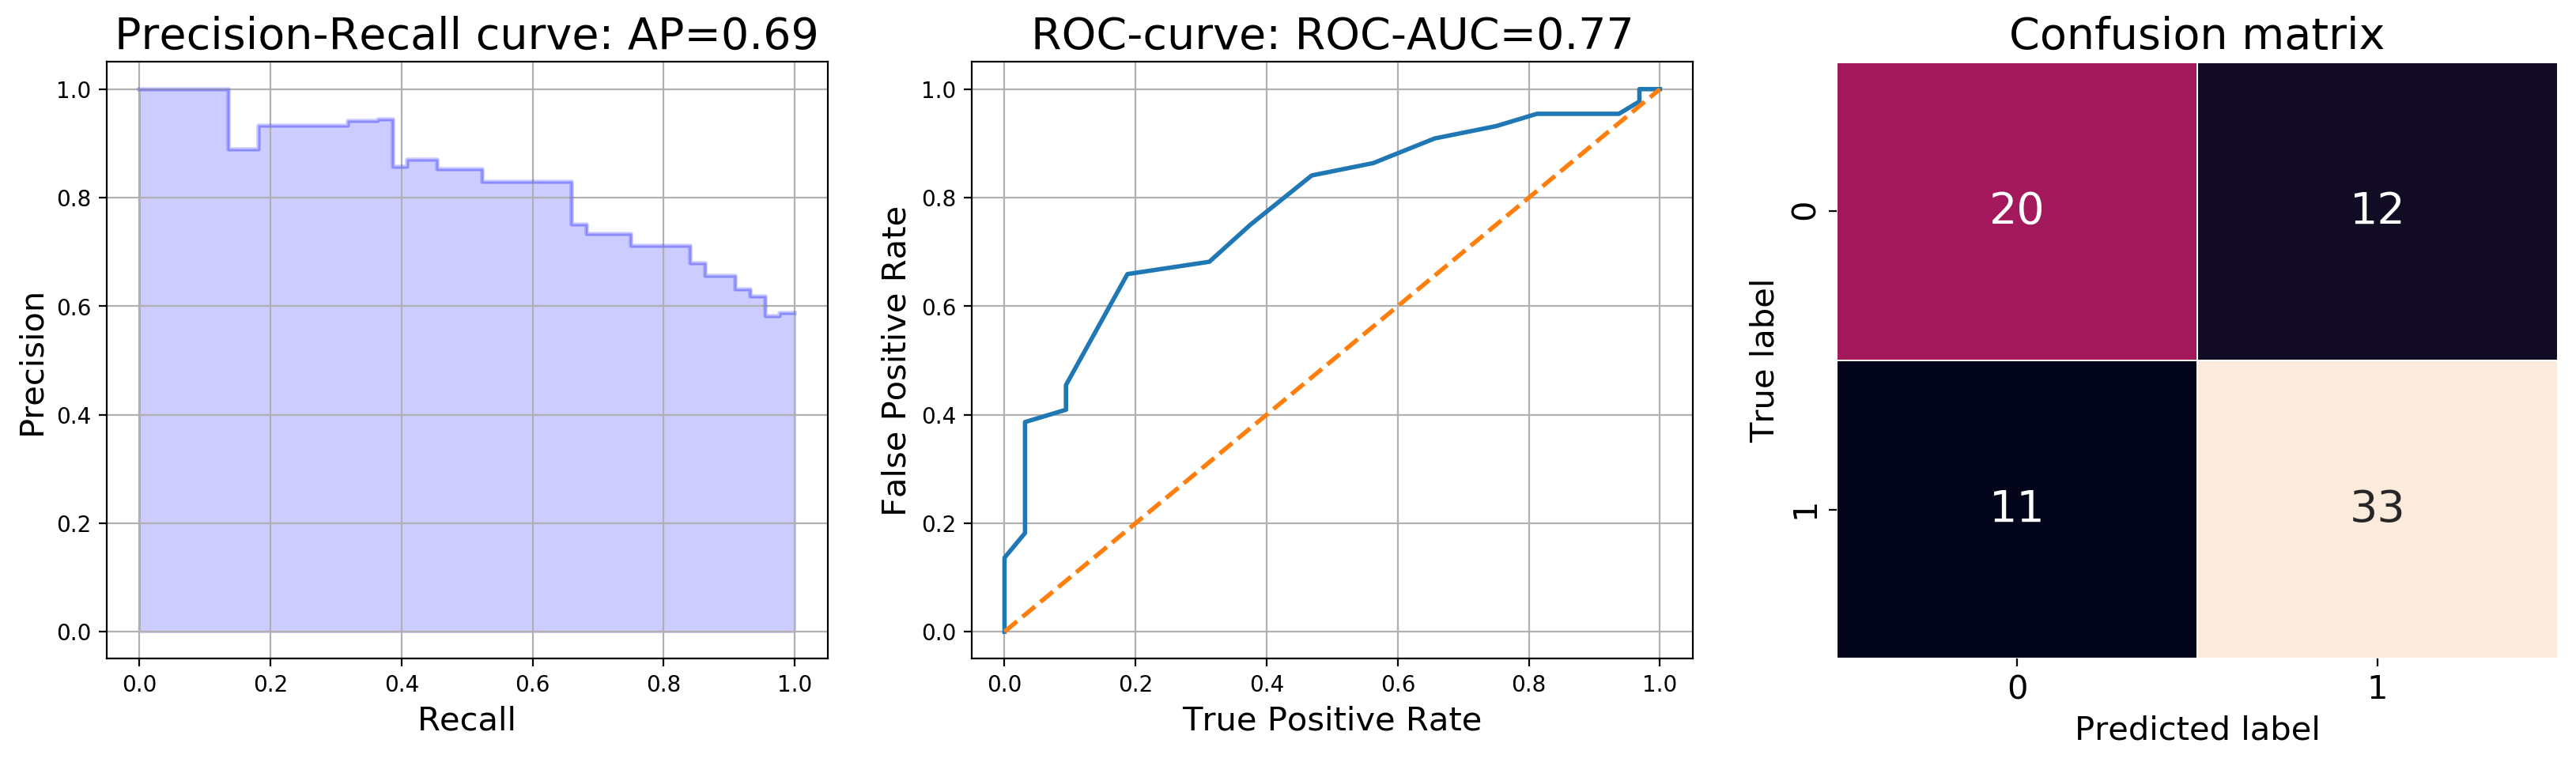 Precision-Recall curve: AP=0.69
1.0
0.8
0.6
0.4
0.2
0.0
Precision
0.0 0.2 0.4 0.6 0.8 1.0
Recall
ROC-curve: ROC-AUC=0.77
1.0
0.8
0.6
0.4
0.2
0.0
False Positive Rate
0.0 0.2 0.4 0.6 0.8 1.0
True Positive Rate
Confusion matrix
True label
0
20 12
1
11 33
0 1
Predicted label